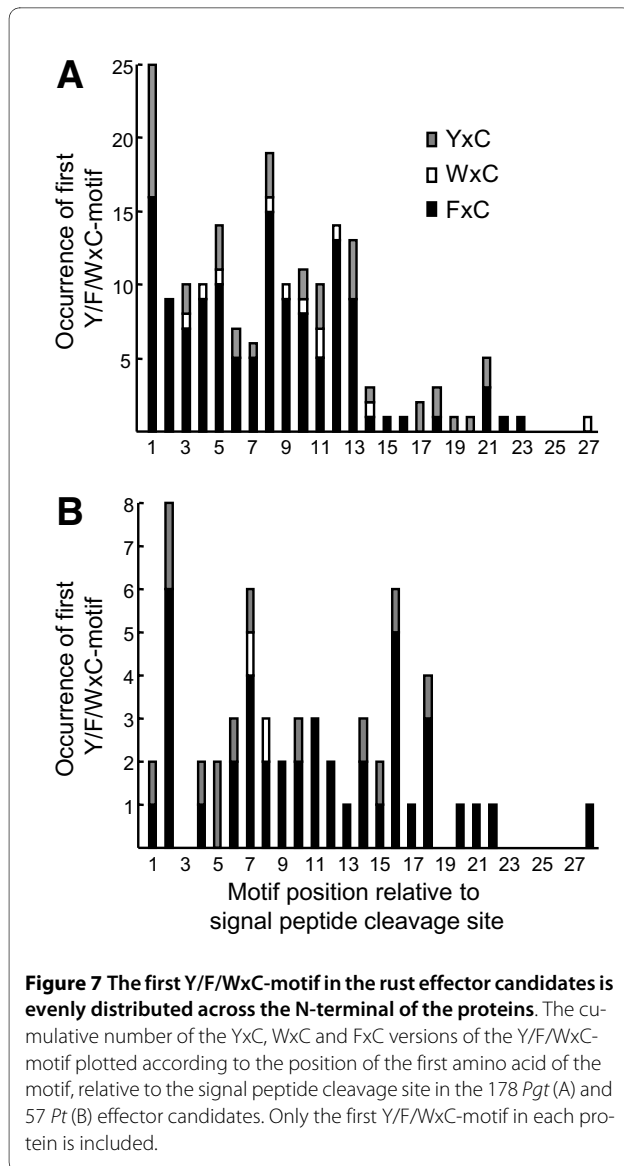 A
25
20
15
10
5
Occurrence of first
Y/F/WxC-motif
YxC
WxC
FxC
1 3 5 7 9 11 13 15 17 19 21 23 25 27
B
8
7
6
5
4
3
2
1
Occurrence of first
Y/F/WxC-motif
1 3 5 7 9 11 13 15 17 19 21 23 25 27
Motif position relative to
signal peptide cleavage site
Figure 7 The first Y/F/WxC-motif in the rust effector candidates is
evenly distributed across the N-terminal of the proteins. The cu-
mulative number of the YxC, WxC and FxC versions of the Y/F/WxC-
motif plotted according to the position of the first amino acid of the
motif, relative to the signal peptide cleavage site in the 178 Pgt (A) and
57 Pt (B) effector candidates. Only the first Y/F/WxC-motif in each pro-
tein is included.